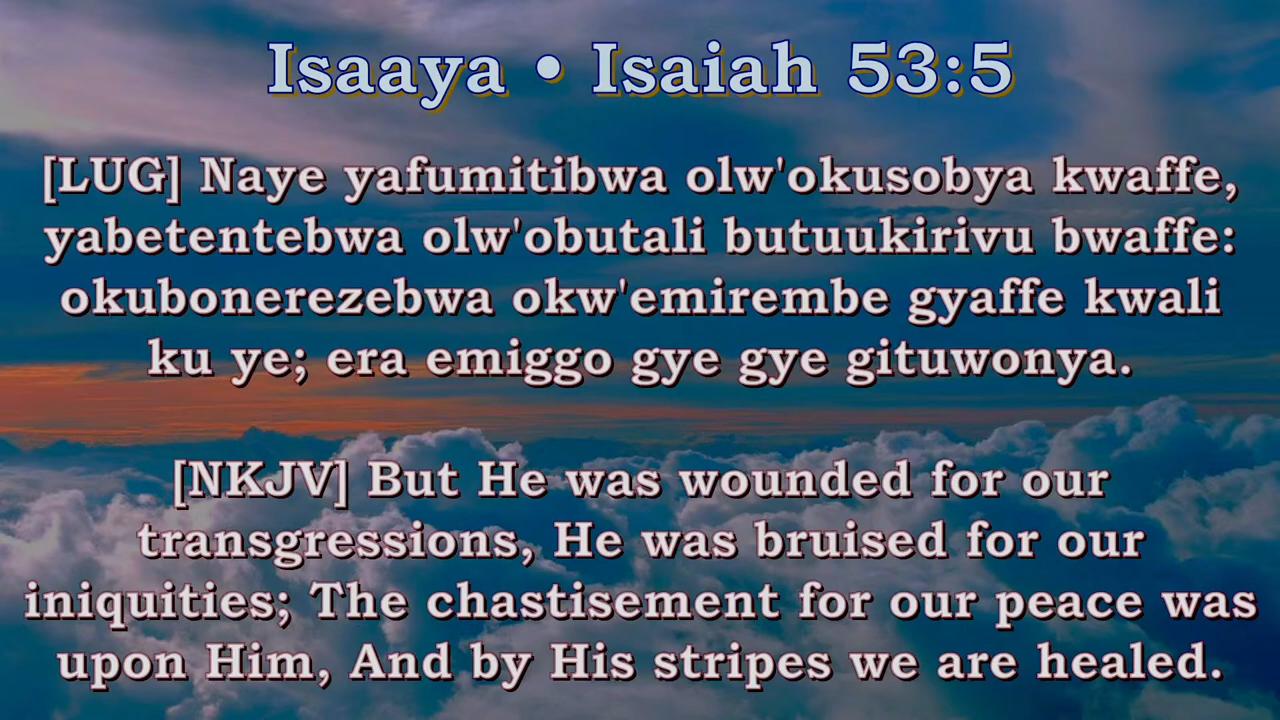 Isaaya • Isaiah 53:5
[LUG] Naye yafumitibwa olw'okusobya kwaffe,
yabetentebwa olw'obutali butuukirivu bwaffe:
okubonerezebwa okw'emirembe gyaffe kwali
ku ye; era emiggo gye gye gituwonya.
[NKJV] But He was wounded for our
transgressions, He was bruised for our
iniquities; The chastisement for our peace was
upon Him, And by His stripes we are healed.